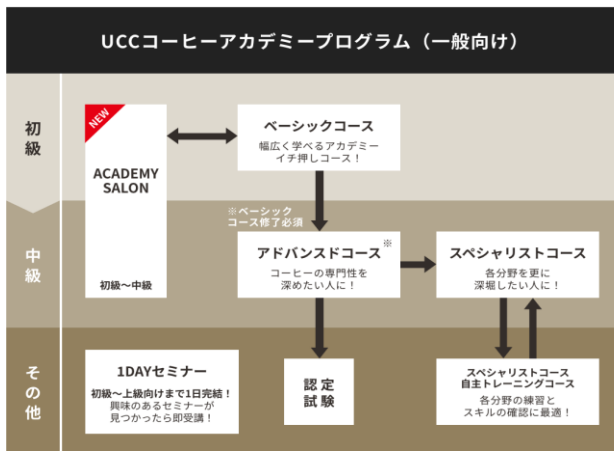 UCCコーヒーアカデミープログラム（一般向け）
初級
NEW
ACADEMY
SALON
初級～中級
ベーシックコース
幅広く学べるアカデミー
イチ押しコース！
中級
※ベーシック
コース修了必須
アドバンスドコース※
コーヒーの専門性を
深めたい人に！
スペシャリストコース
各分野を更に
深堀したい人に！
その他
1DAYセミナー
初級～上級向けまで1日完結！
興味のあるセミナーが
見つかったら即受講！
認定
試験
スペシャリストコース
自主トレーニングコース
各分野の練習と
スキルの確認に最適！